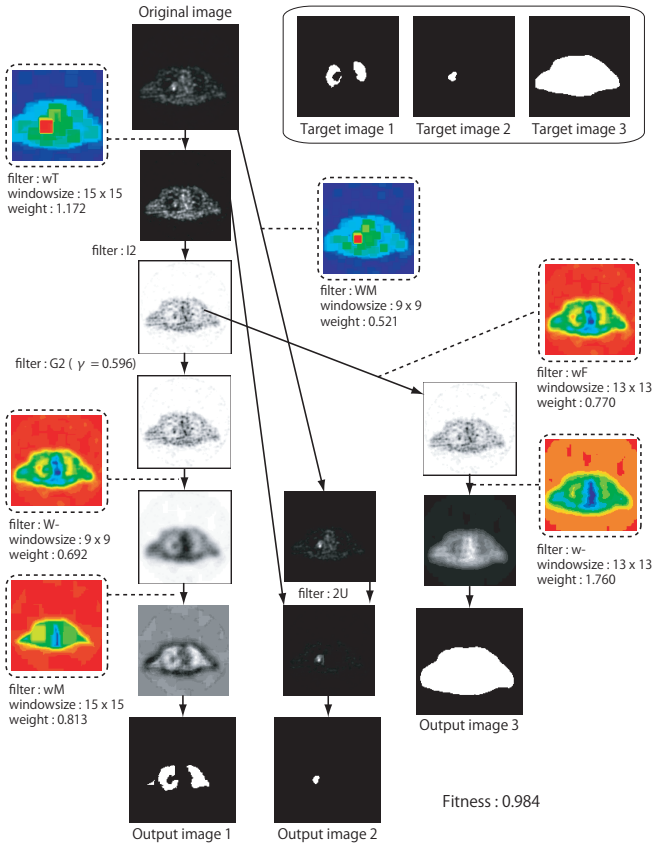 Original image
Target image 1
Target image 2
Target image 3
filter : wT
windowsize : 15 x 15
weight : 1.172
filter : I2
filter : WM
windowsize : 9 x 9
weight : 0.521
filter : G2 ( γ = 0.596)
filter : wF
windowsize : 13 x 13
weight : 0.770
filter : W-
windowsize : 9 x 9
weight : 0.692
filter : w-
windowsize : 13 x 13
weight : 1.760
filter : 2U
filter : wM
windowsize : 15 x 15
weight : 0.813
Output image 3
Fitness : 0.984
Output image 1
Output image 2